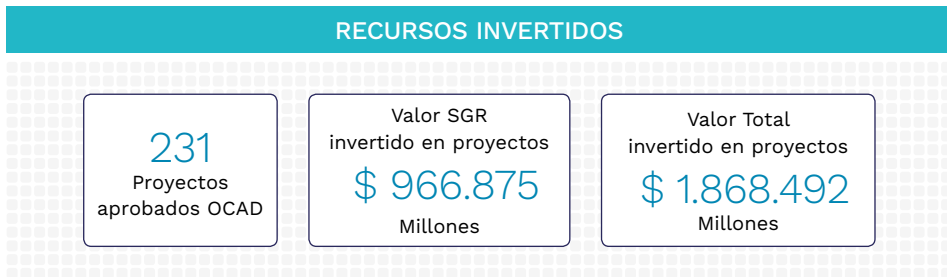 RECURSOS INVERTIDOS
231
Proyectos
aprobados OCAD
Valor SGR
invertido en proyectos
$ 966.875
Millones
Valor Total
invertido en proyectos
$ 1.868.492
Millones